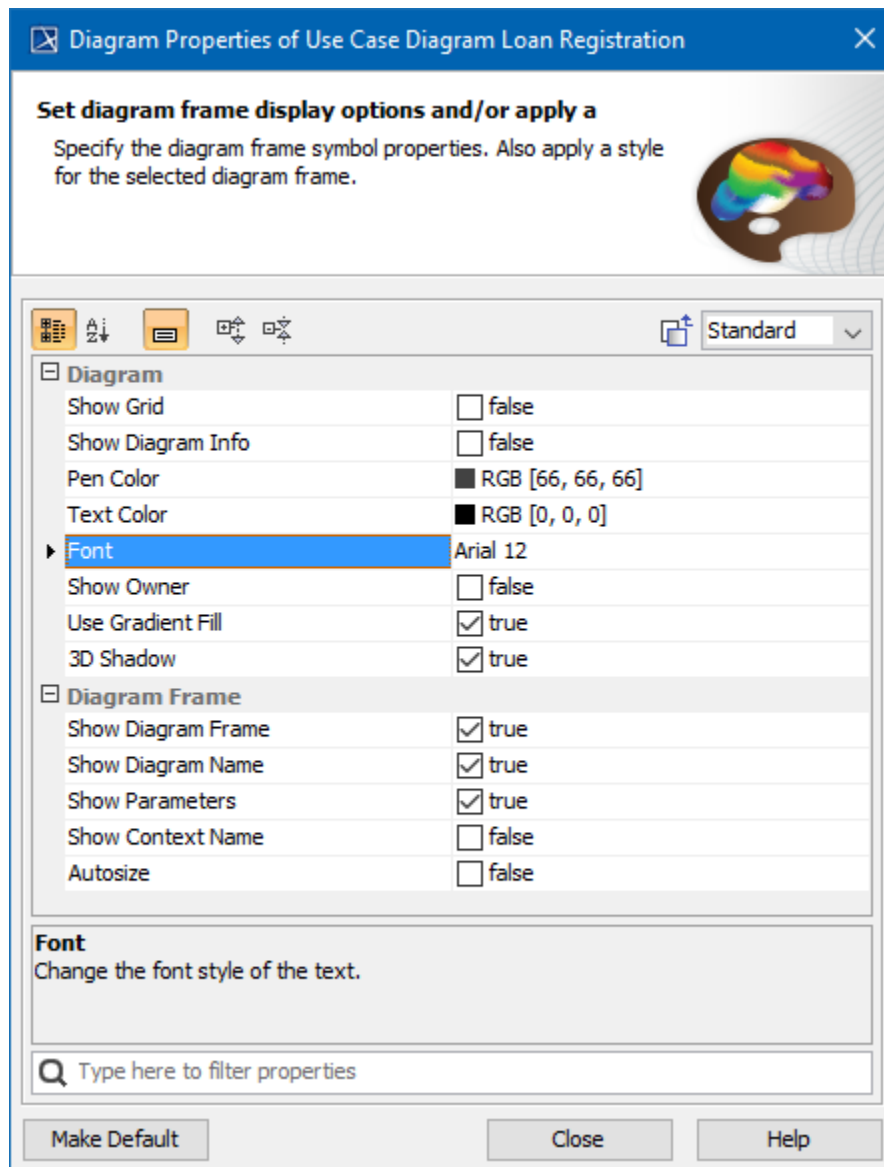 Diagram Properties of Use Case Diagram Loan Registration
Set diagram frame display options and/or apply a
Specify the diagram frame symbol properties. Also apply a style
for the selected diagram frame.
Standard
Diagram
Show Grid false
Show Diagram Info false
Pen Color RGB [66, 66, 66]
Text Color RGB [0, 0, 0]
Font Arial 12
Show Owner false
Use Gradient Fill true
3D Shadow true
Diagram Frame
Show Diagram Frame true
Show Diagram Name true
Show Parameters true
Show Context Name false
Autosize false
Font
Change the font style of the text.
Type here to filter properties
Make Default Close Help